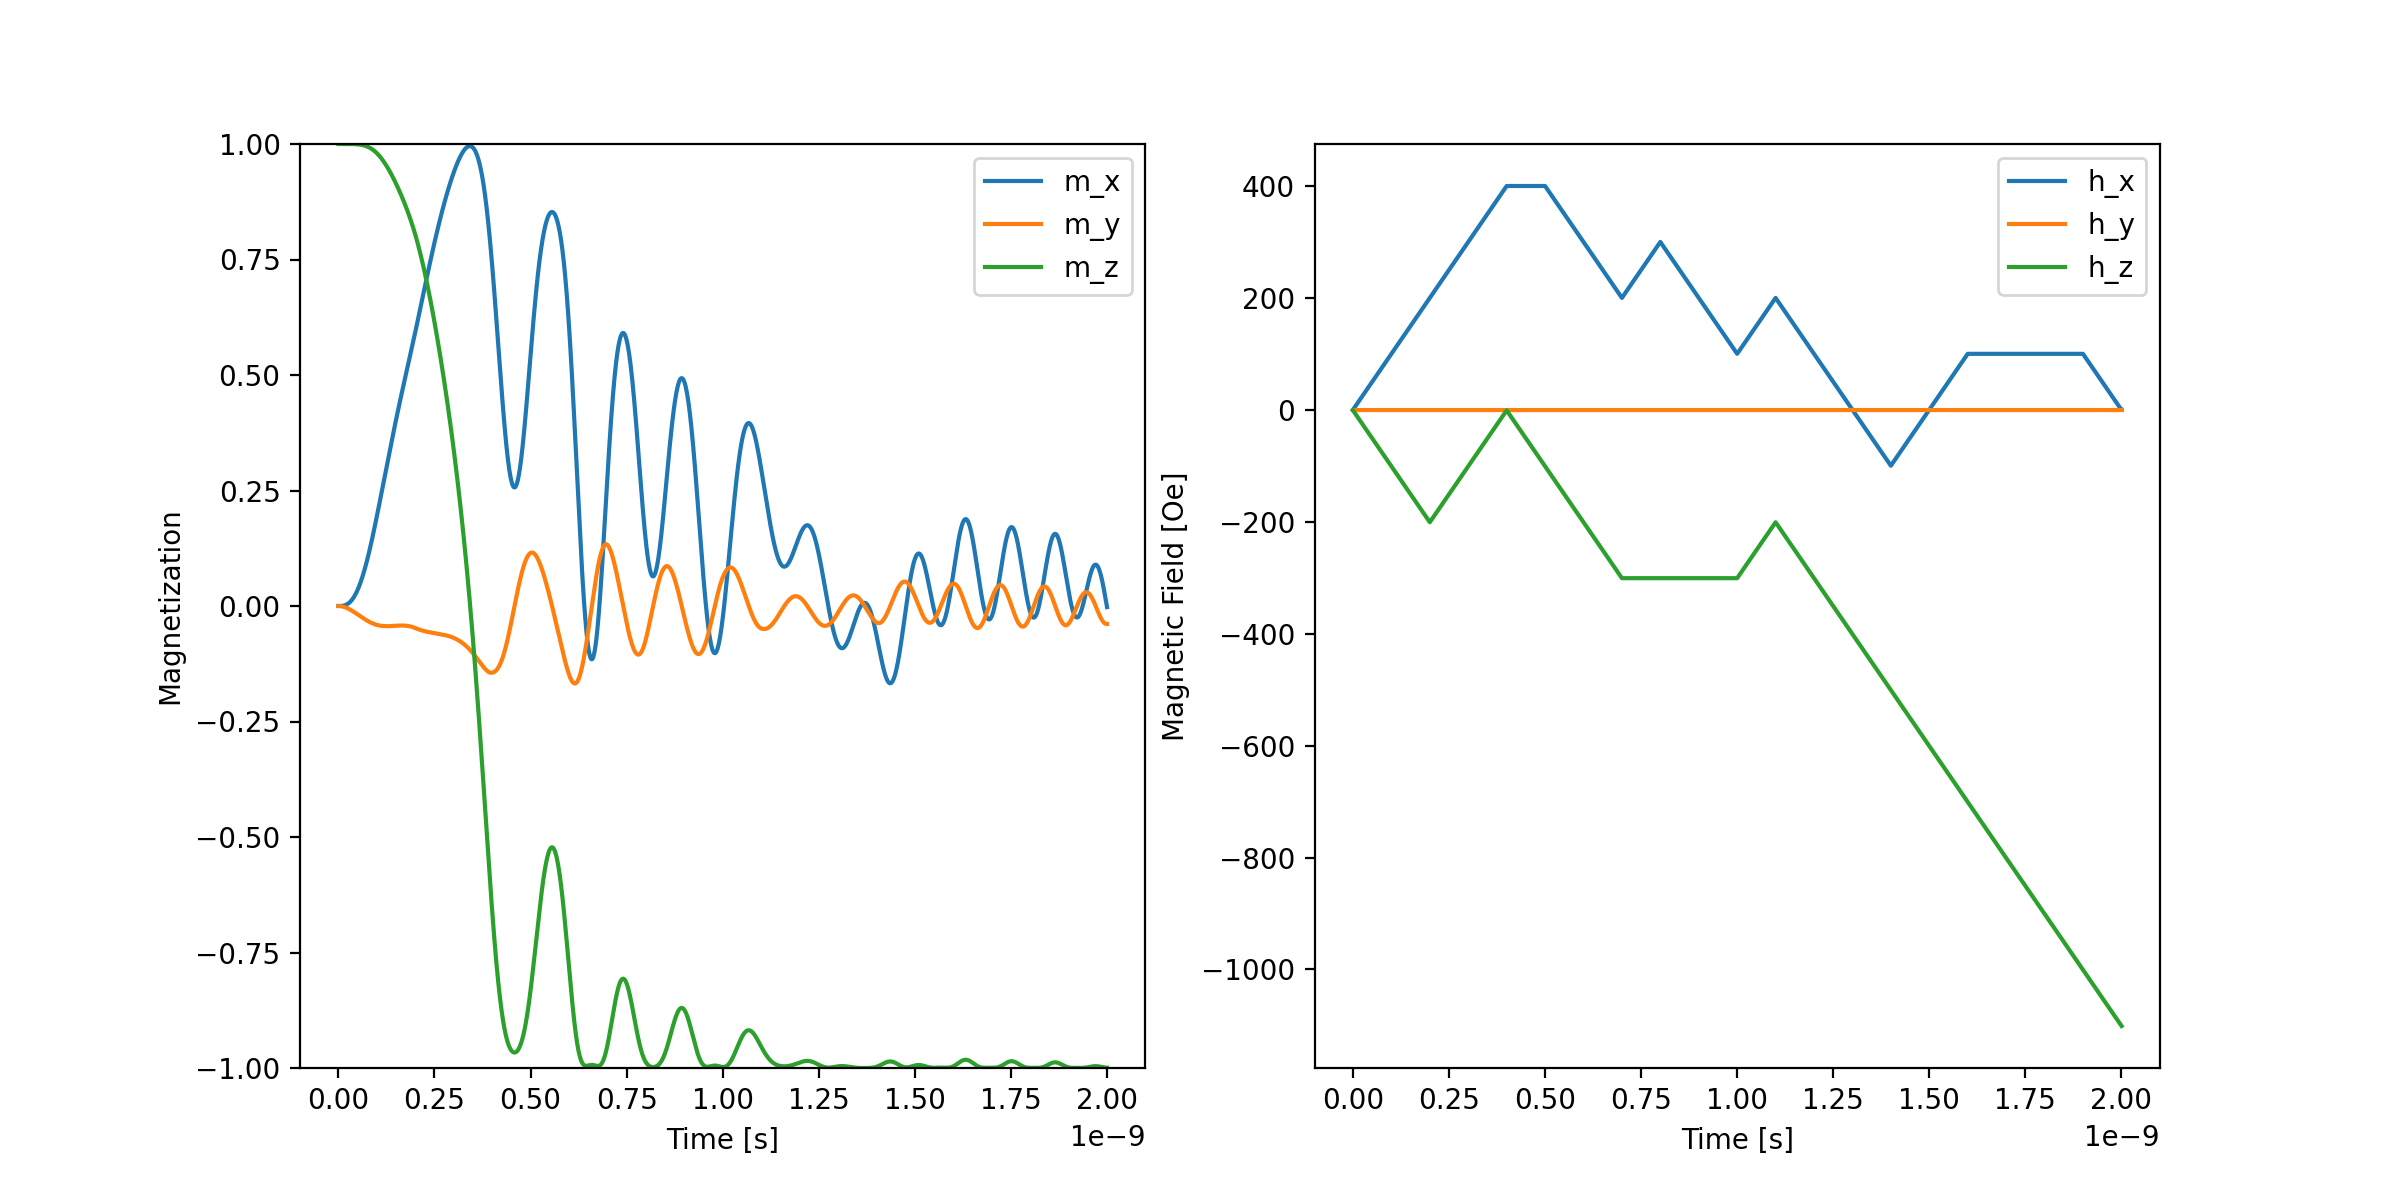 1.00
0.75
0.50
0.25
0.00
−0.25
−0.50
−0.75
−1.00
Magnetization
m_x
m_y
m_z
0.00 0.25 0.50 0.75 1.00 1.25 1.50 1.75 2.00
Time [s]
1e−9
400
200
0
−200
−400
−600
−800
−1000
Magnetic Field [Oe]
h_x
h_y
h_z
0.00 0.25 0.50 0.75 1.00 1.25 1.50 1.75 2.00
Time [s]
1e−9